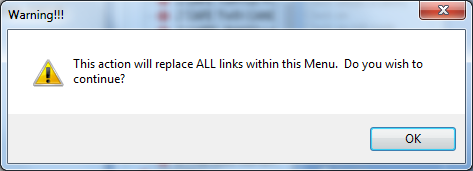 Warning!!!
This action will replace ALL links within this Menu.  Do you wish to
continue?
OK